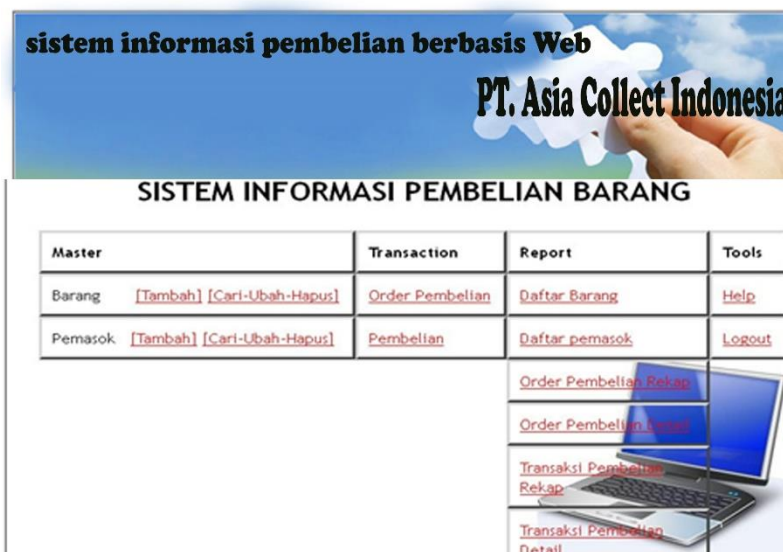 sistem informasi pembelian berbasis Web
PT. Asia Collect Indonesia
SISTEM INFORMASI PEMBELIAN BARANG
Master Transaction Report Tools
Barang [Tambah] [Cari-Ubah-Hapus] Order Pembelian Daftar Barang Help
Pemasok [Tambah] [Cari-Ubah-Hapus] Pembelian Daftar pemasok Logout
Order Pembelian Rekap
Order Pembelian Detail
Transaksi Pembelian
Rekap
Transaksi Pembelian
Detail